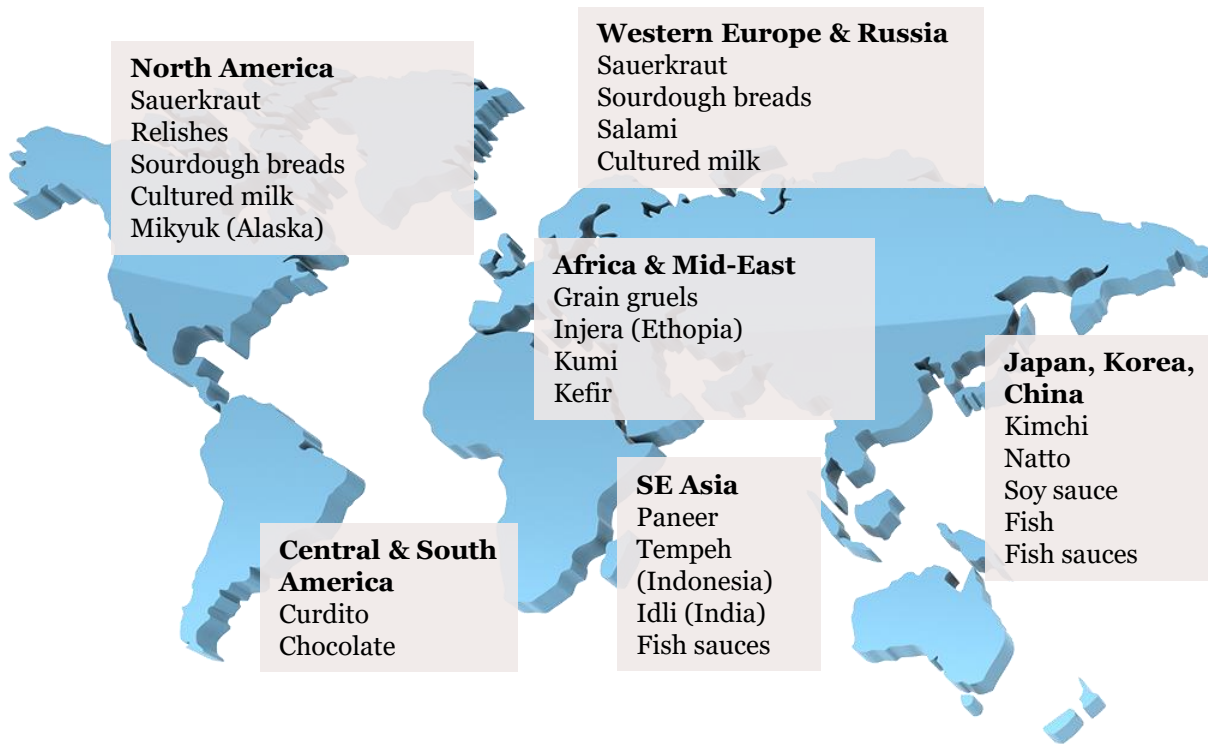 North America
Sauerkraut
Relishes
Sourdough breads
Cultured milk
Mikyuk (Alaska)
Western Europe & Russia
Sauerkraut
Sourdough breads
Salami
Cultured milk
Africa & Mid-East
Grain gruels
Injera (Ethopia)
Kumi
Kefir
Japan, Korea,
China
Kimchi
Natto
Soy sauce
Fish
Fish sauces
SE Asia
Paneer
Tempeh
(Indonesia)
Idli (India)
Fish sauces
Central & South
America
Curdito
Chocolate